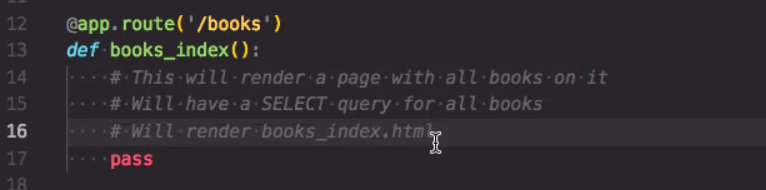 12 @app.route('/books')
13 def books_index():
14     # This will render a page with all books on it
15     # Will have a SELECT query for all books
16     # Will render books_index.html
17     pass
18